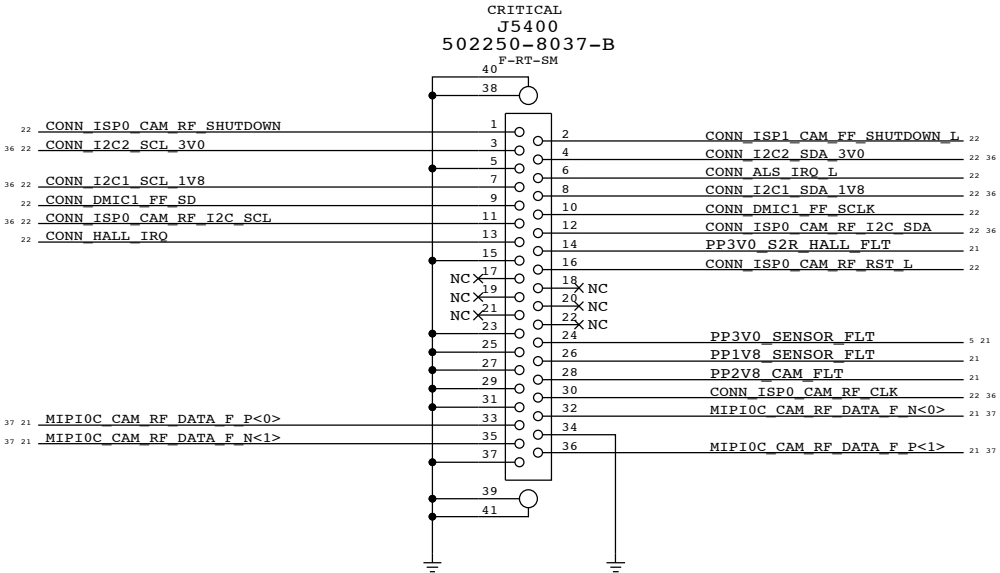 CRITICAL
J5400
502250-8037-B
F-RT-SM
40
38
22 CONN_ISP0_CAM_RF_SHUTDOWN 1
2 CONN_ISP1_CAM_FF_SHUTDOWN_L 22
36 22 CONN_I2C2_SCL_3V0 3
4 CONN_I2C2_SDA_3V0 22 36
5
6 CONN_ALS_IRQ_L 22
36 22 CONN_I2C1_SCL_1V8 7
8 CONN_I2C1_SDA_1V8 22 36
22 CONN_DMIC1_FF_SD 9
10 CONN_DMIC1_FF_SCLK 22
36 22 CONN_ISP0_CAM_RF_I2C_SCL 11
12 CONN_ISP0_CAM_RF_I2C_SDA 22 36
22 CONN_HALL_IRQ 13
14 PP3V0_S2R_HALL_FLT 21
15
16 CONN_ISP0_CAM_RF_RST_L 22
NC 17
18 NC
NC 19
20 NC
NC 21
22 NC
23
24 PP3V0_SENSOR_FLT 5 21
25
26 PP1V8_SENSOR_FLT 21
27
28 PP2V8_CAM_FLT 21
29
30 CONN_ISP0_CAM_RF_CLK 22 36
31
32 MIPI0C_CAM_RF_DATA_F_N<0> 21 37
37 21 MIPI0C_CAM_RF_DATA_F_P<0> 33
34
37 21 MIPI0C_CAM_RF_DATA_F_N<1> 35
36 MIPI0C_CAM_RF_DATA_F_P<1> 21 37
37
39
41